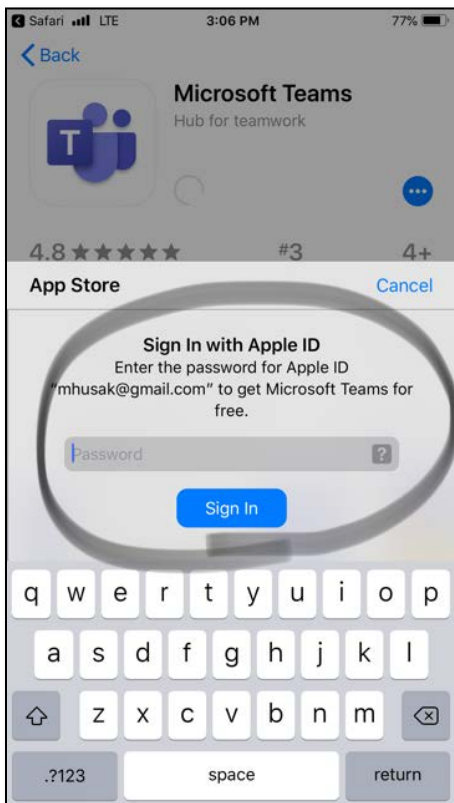 Safari LTE 3:06 PM 77%
Back
Microsoft Teams
Hub for teamwork
T
4.8 ★★★★★ #3 4+
App Store Cancel
Sign In with Apple ID
Enter the password for Apple ID
“mhusak@gmail.com” to get Microsoft Teams for
free.
Password ?
Sign In
q w e r t y u i o p
a s d f g h j k l
z x c v b n m
.?123 space return